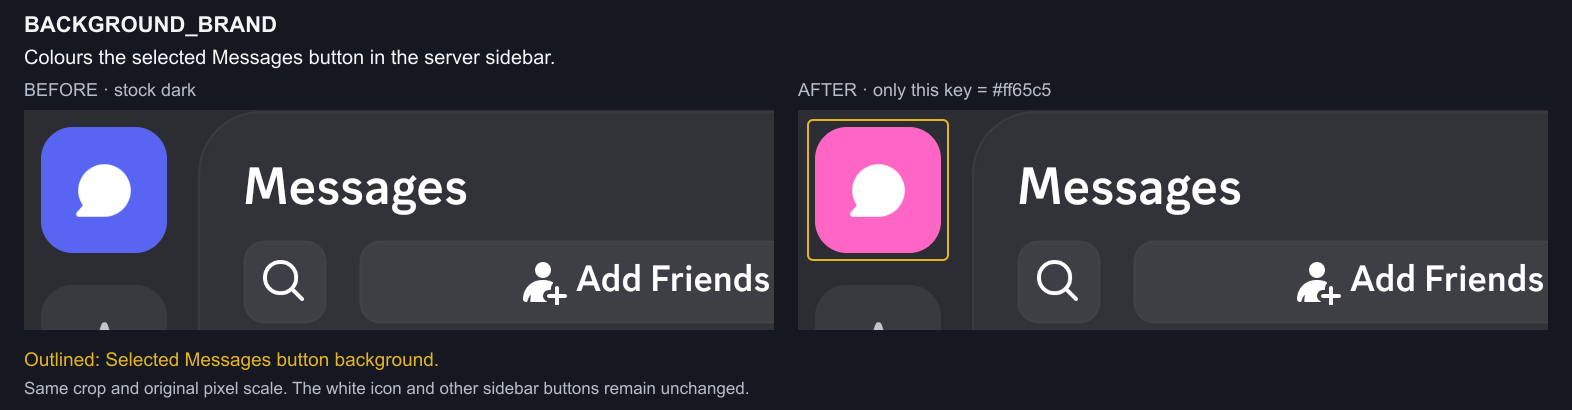 BACKGROUND_BRAND
Colours the selected Messages button in the server sidebar.
BEFORE · stock dark
AFTER · only this key = #ff65c5
Messages
Add Friends
Messages
Add Friends
Outlined: Selected Messages button background.
Same crop and original pixel scale. The white icon and other sidebar buttons remain unchanged.